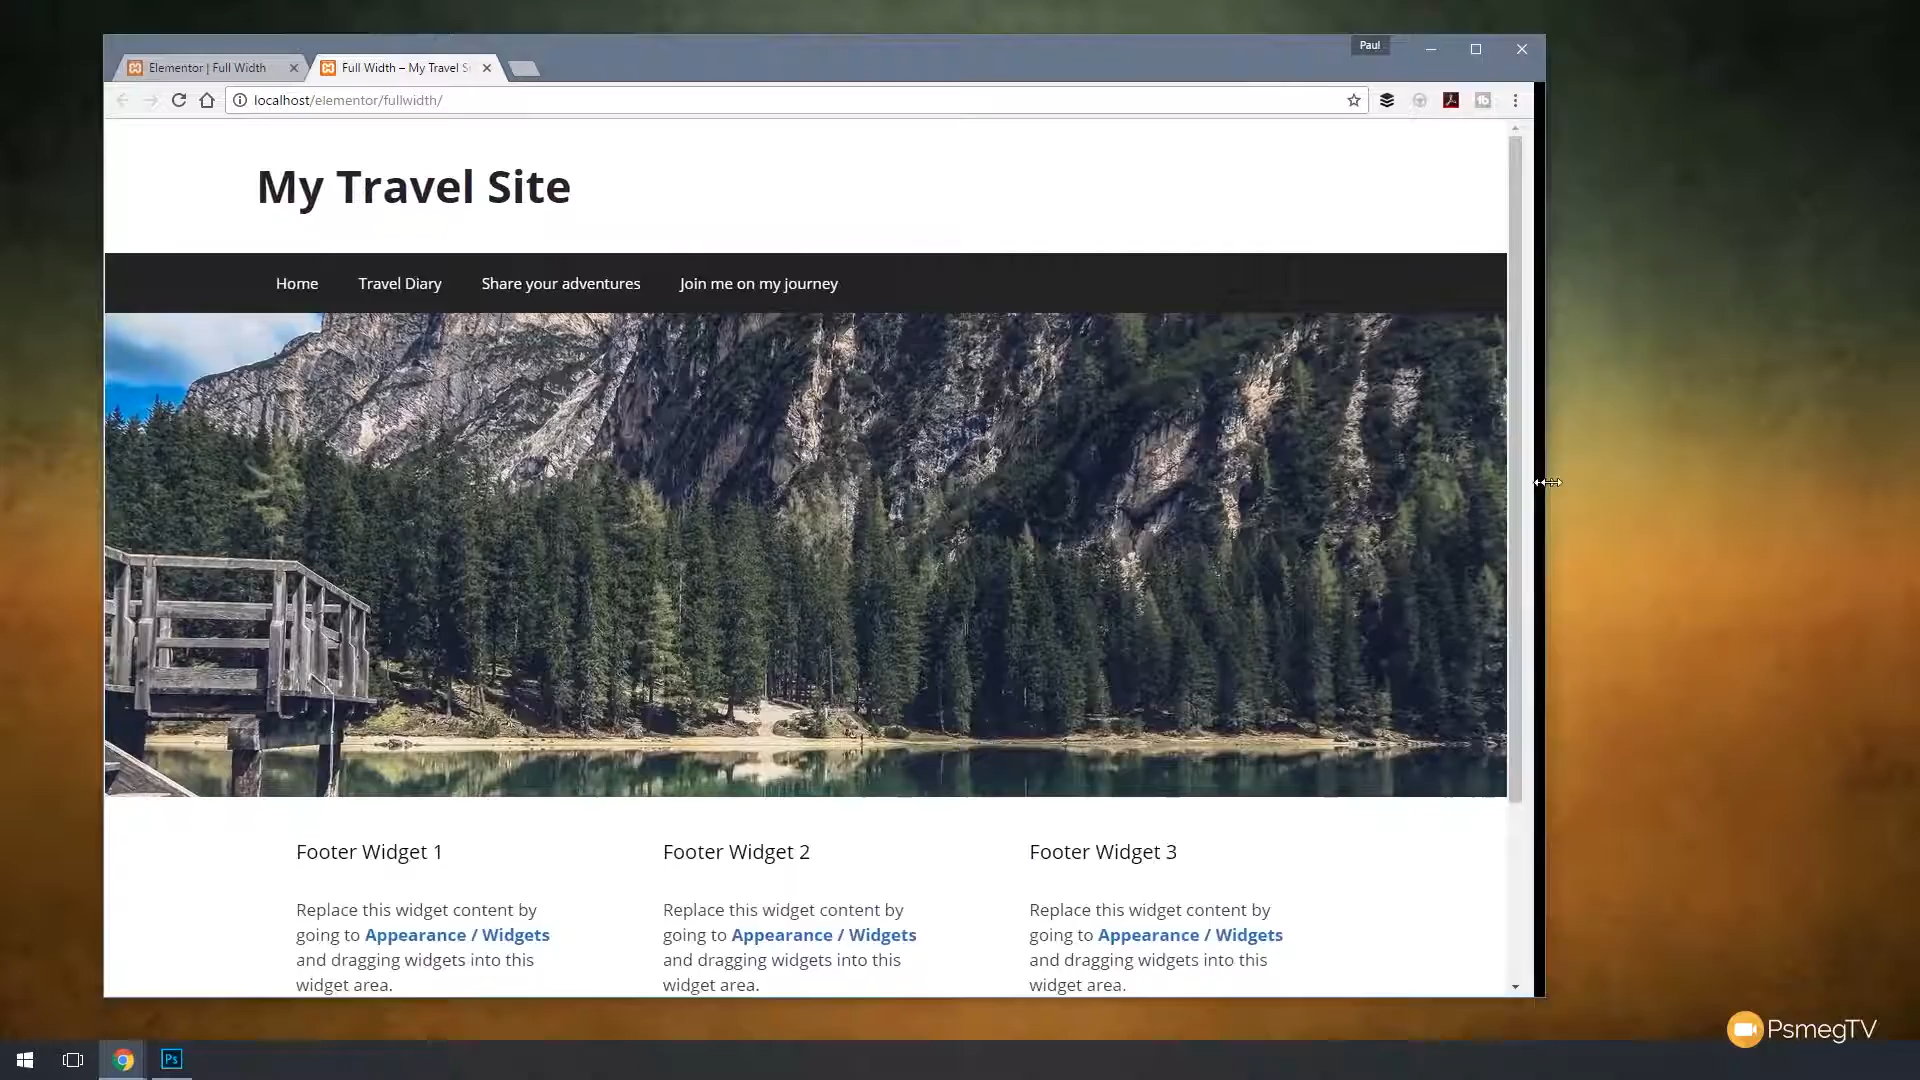 Paul
Elementor | Full Width
Full Width – My Travel S
localhost/elementor/fullwidth/
My Travel Site
Home
Travel Diary
Share your adventures
Join me on my journey
Footer Widget 1
Replace this widget content by
going to Appearance / Widgets
and dragging widgets into this
widget area.
Footer Widget 2
Replace this widget content by
going to Appearance / Widgets
and dragging widgets into this
widget area.
Footer Widget 3
Replace this widget content by
going to Appearance / Widgets
and dragging widgets into this
widget area.
PsmegTV
Ps